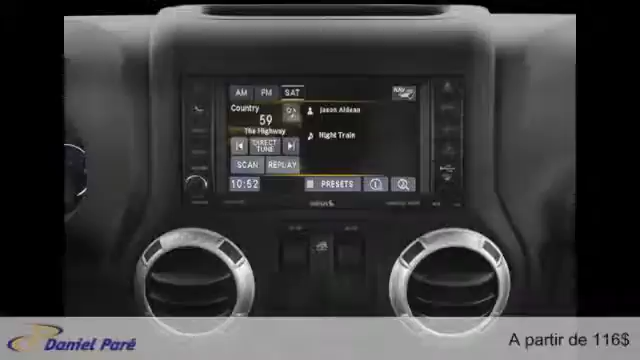 AM FM SAT
NAV
Country
59
Jason Aldean
The Highway
Night Train
DIRECT TUNE
SCAN REPLAY
10:52 PRESETS
Daniel Paré
A partir de 116$